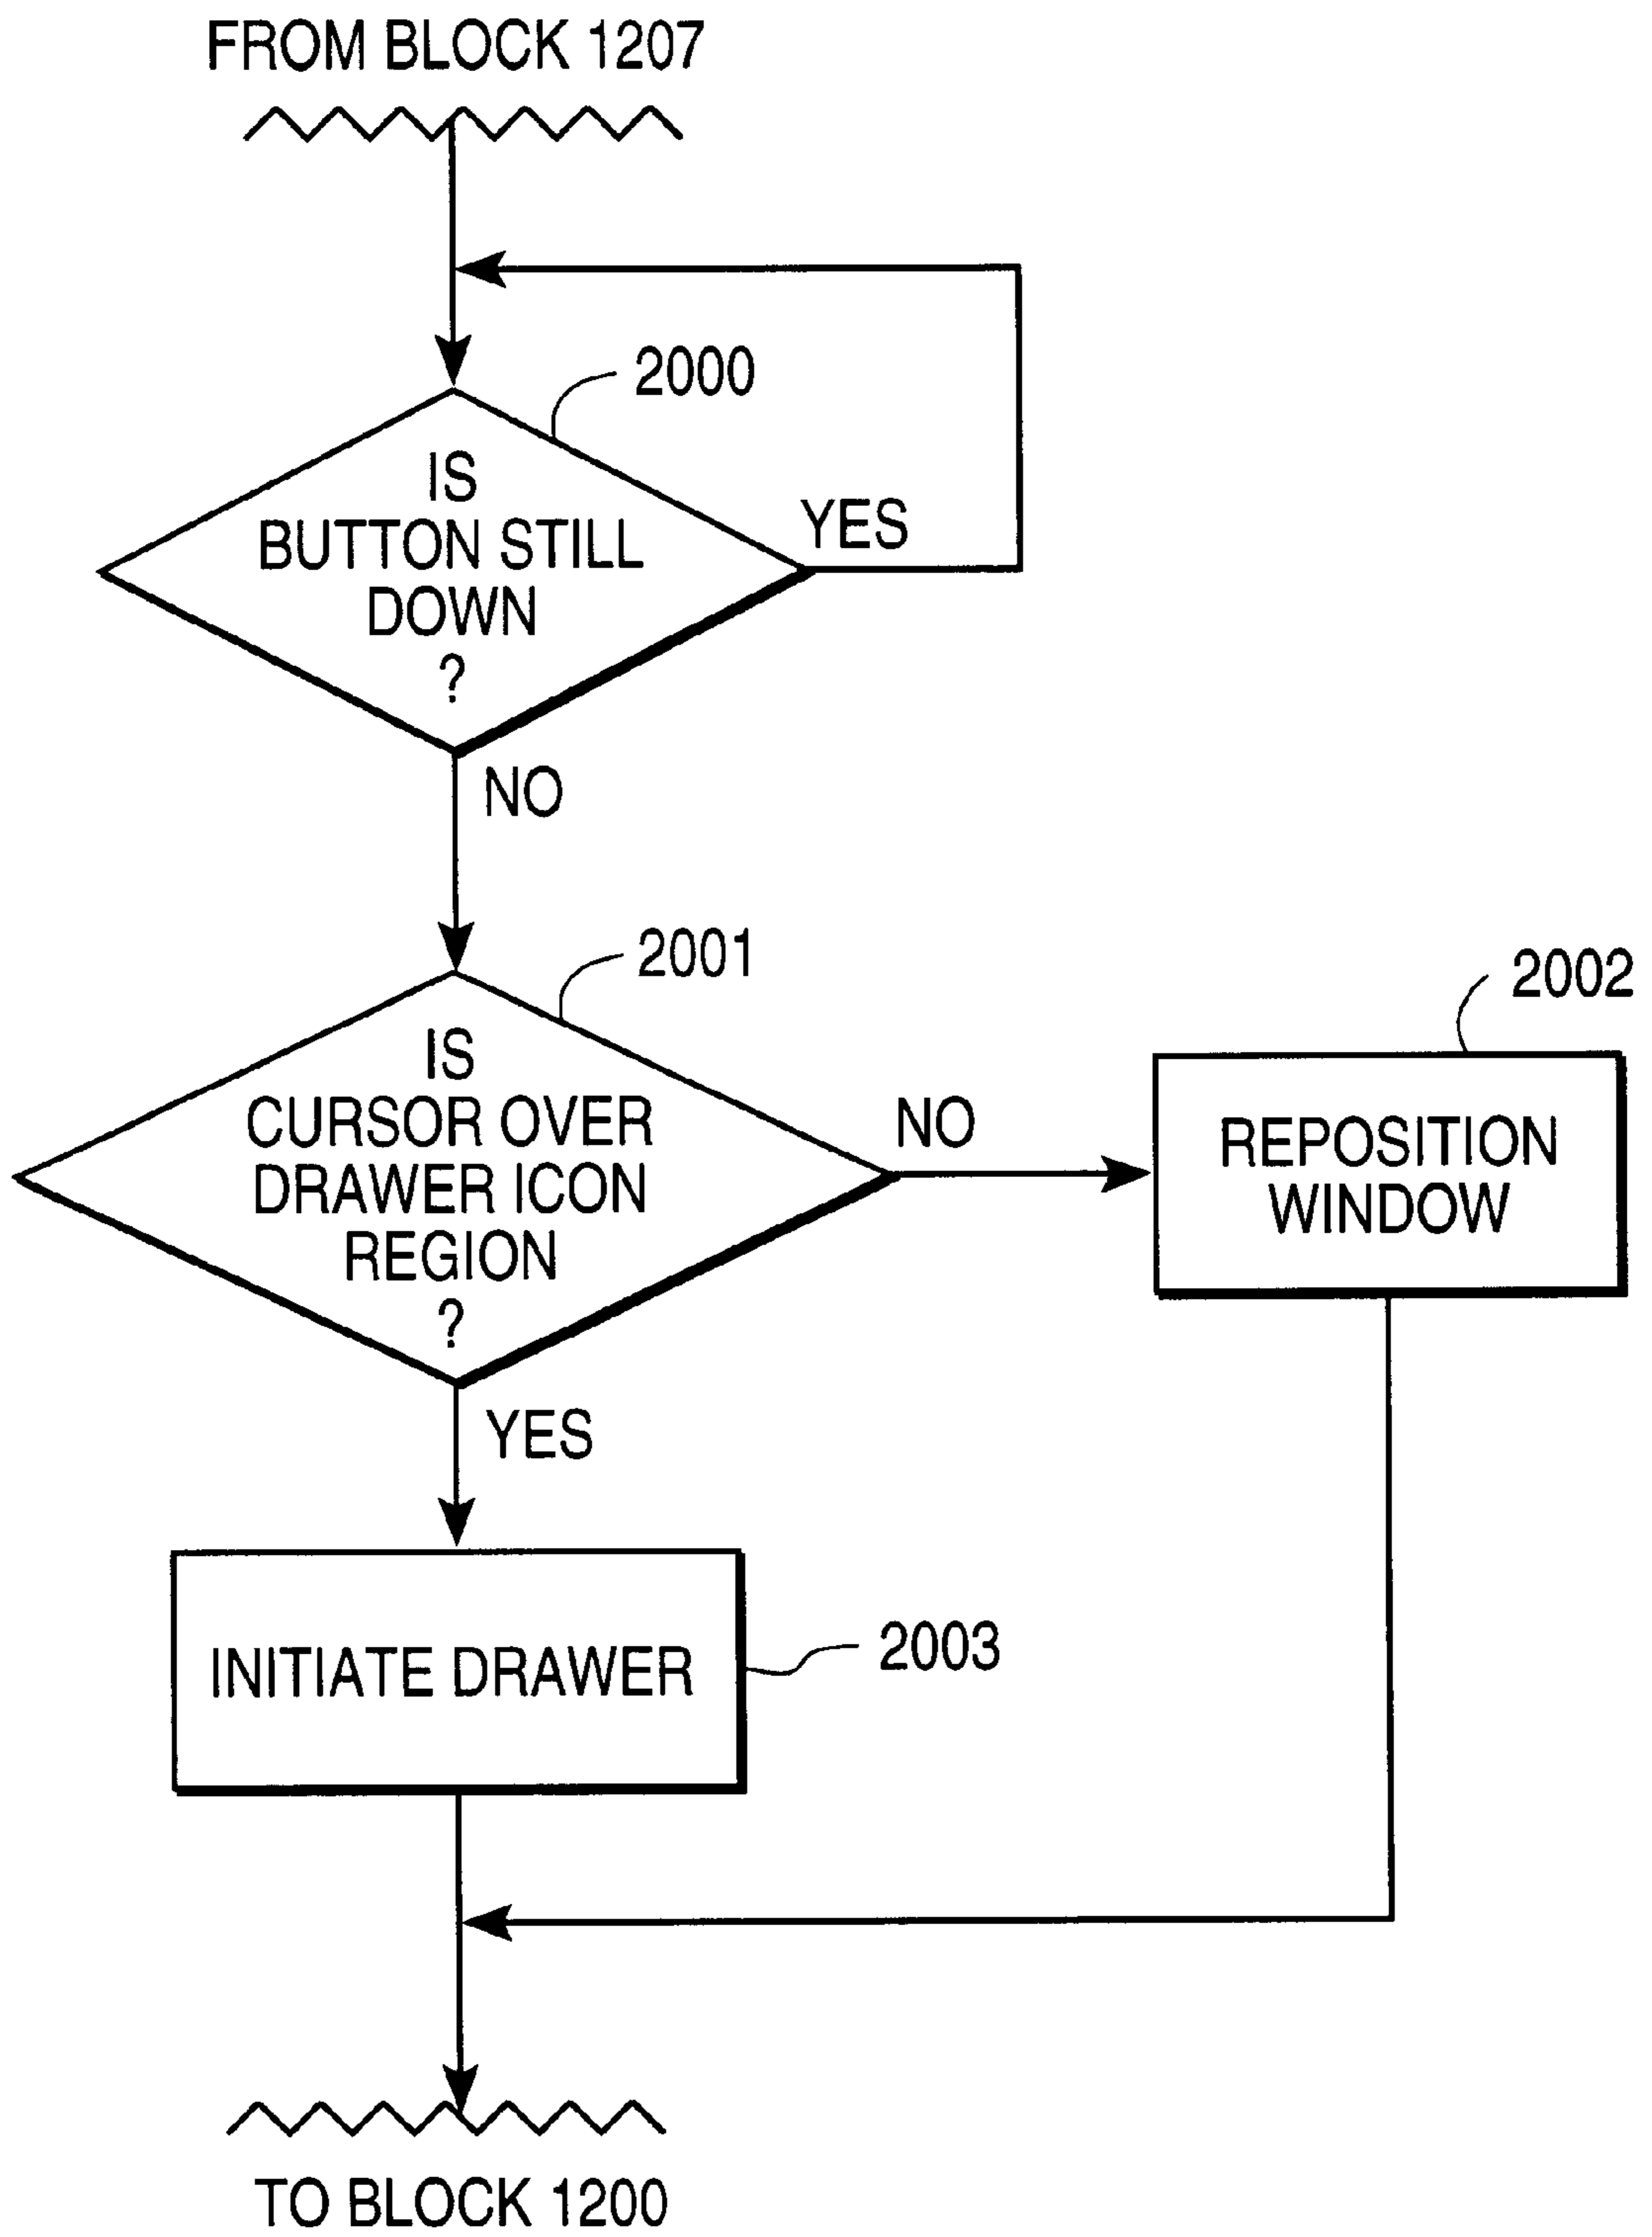 FROM BLOCK 1207
2000
IS
BUTTON STILL
DOWN
?
YES
NO
2001
IS
CURSOR OVER
DRAWER ICON
REGION
?
NO
2002
REPOSITION
WINDOW
YES
INITIATE DRAWER
2003
TO BLOCK 1200